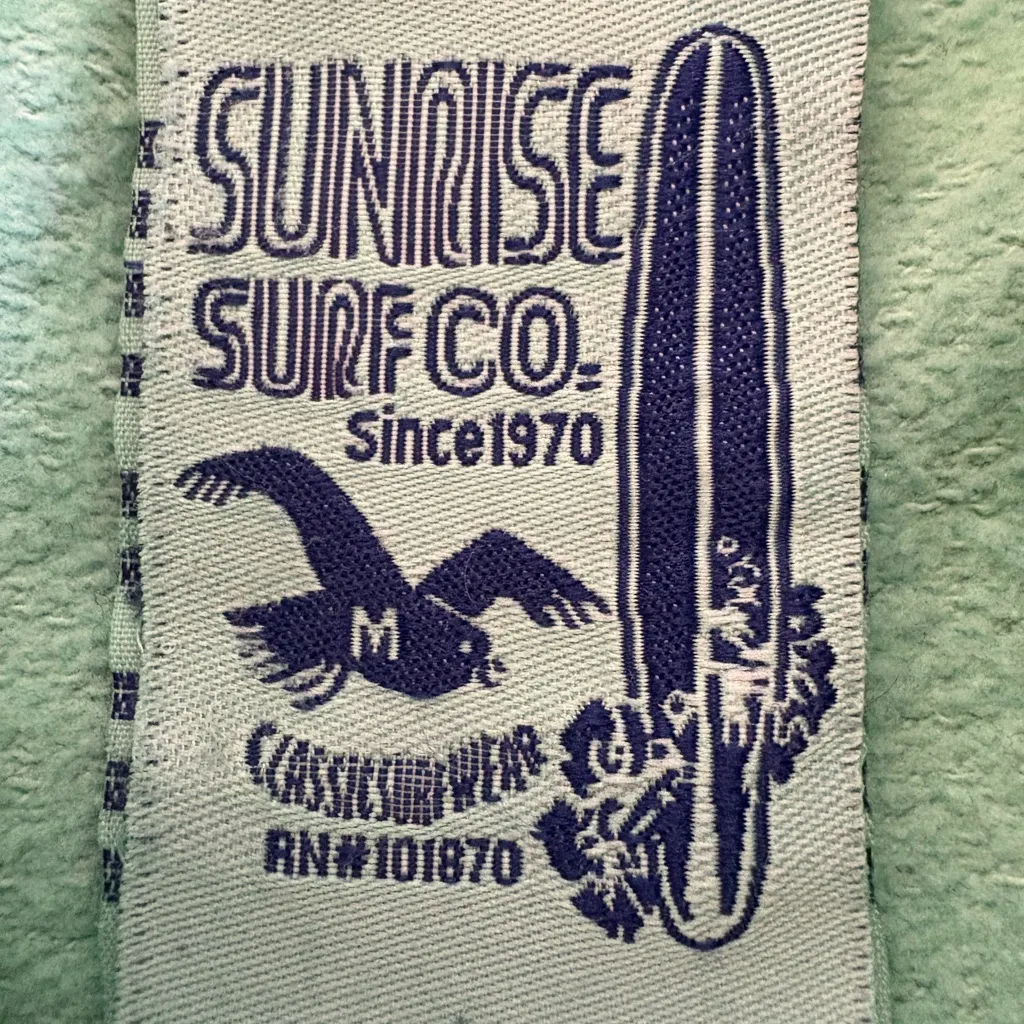 SUNRISE
SURF CO.
Since 1970
M
CLASSIC SURF WEAR
RN#101870